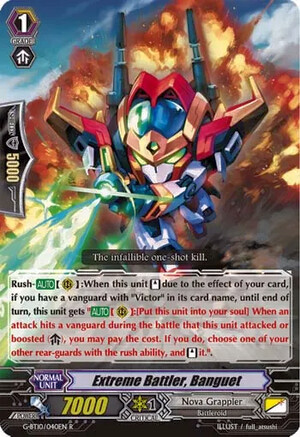 1
GRADE
5000
The infallible one-shot kill.
Rush-AUTO[ ]:When this unit due to the effect of your card,
if you have a vanguard with "Victor" in its card name, until end of
turn, this unit gets "AUTO[ ]:[Put this unit into your soul] When an
attack hits a vanguard during the battle that this unit attacked or
boosted ( ), you may pay the cost. If you do, choose one of your
other rear-guards with the rush ability, and it.".
NORMAL UNIT
Extreme Battler, Banguet
POWER
7000
1
CRITICAL
Nova Grappler
Battleroid
G-BT10/040EN R
ILLUST / full_atsushi